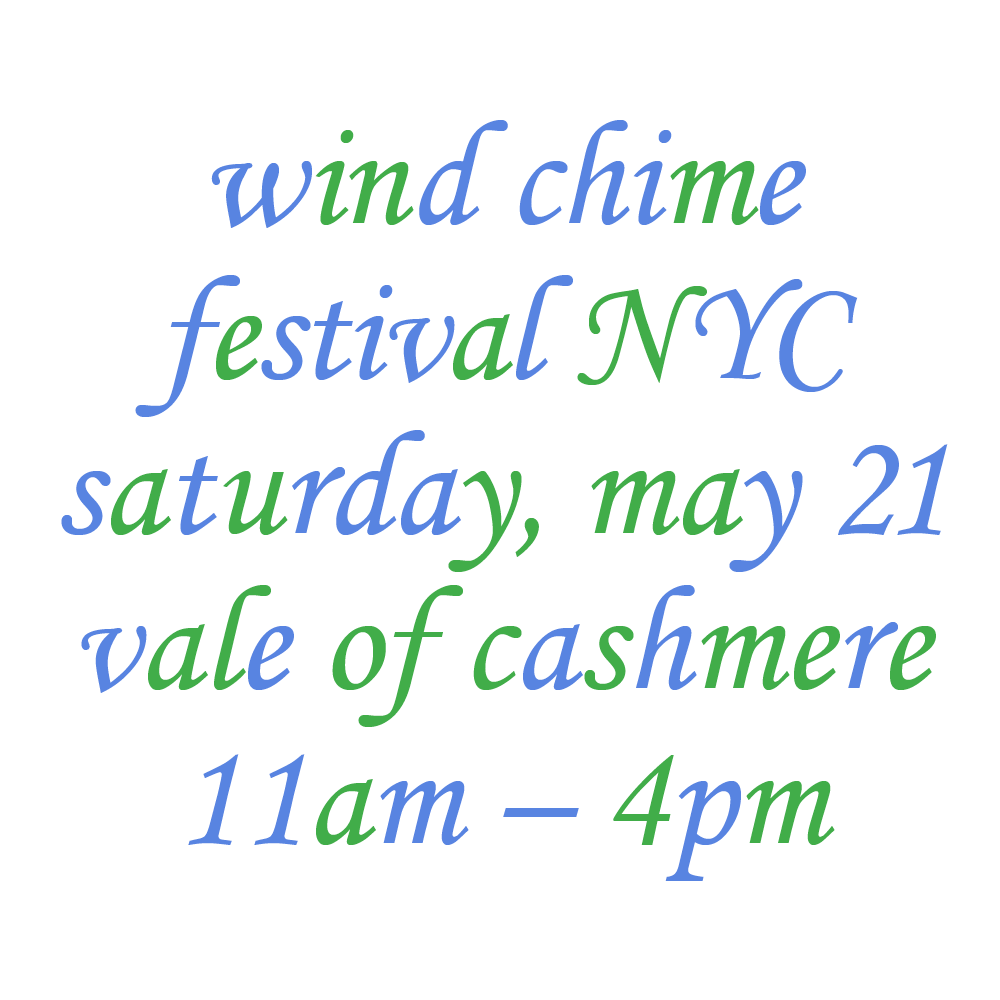 wind chime
festival NYC
saturday, may 21
vale of cashmere
11am – 4pm